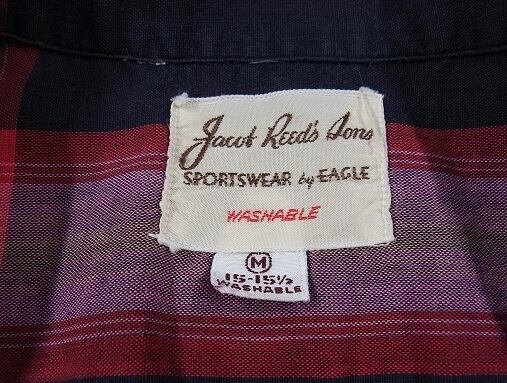 Jacob Reed's Sons
SPORTSWEAR by EAGLE
WASHABLE
M
15-15½
WASHABLE